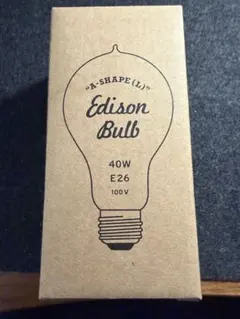 "A-SHAPE(L)"
Edison
Bulb
40W
E26
100V